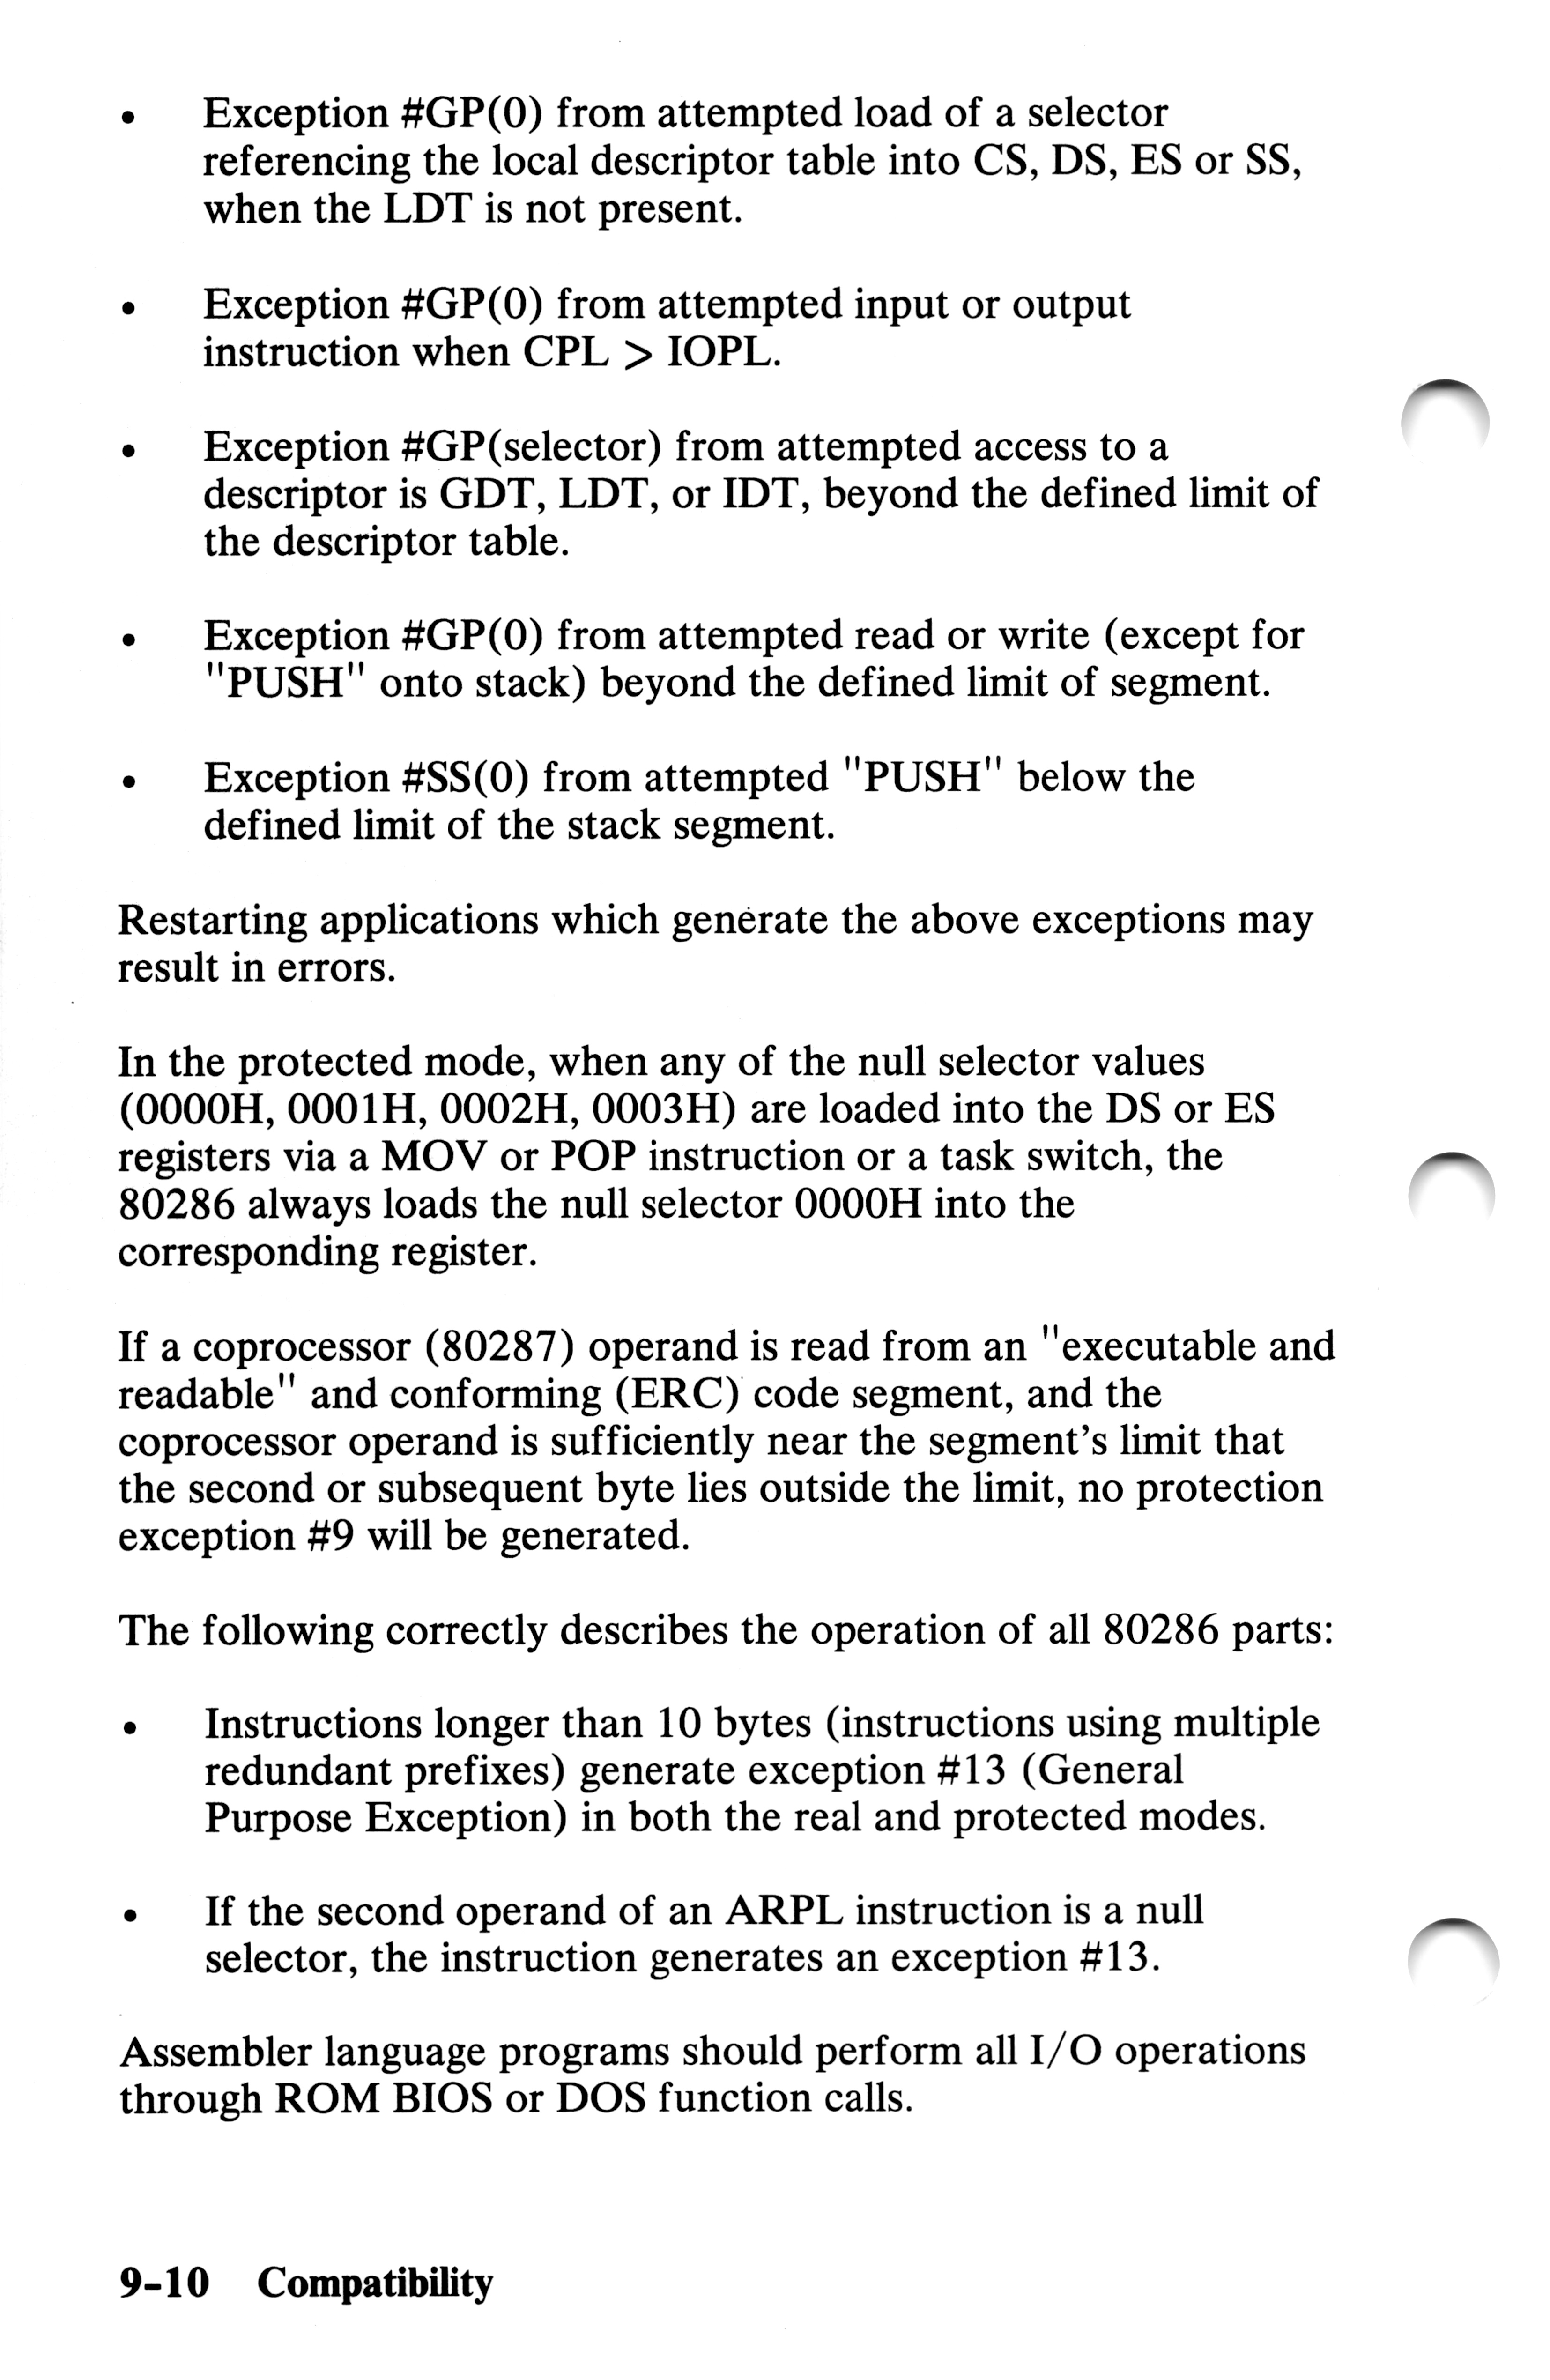 • Exception #GP(0) from attempted load of a selector
referencing the local descriptor table into CS, DS, ES or SS,
when the LDT is not present.
• Exception #GP(0) from attempted input or output
instruction when CPL > IOPL.
• Exception #GP(selector) from attempted access to a
descriptor is GDT, LDT, or IDT, beyond the defined limit of
the descriptor table.
• Exception #GP(0) from attempted read or write (except for
"PUSH" onto stack) beyond the defined limit of segment.
• Exception #SS(0) from attempted "PUSH" below the
defined limit of the stack segment.
Restarting applications which generate the above exceptions may
result in errors.
In the protected mode, when any of the null selector values
(0000H, 0001H, 0002H, 0003H) are loaded into the DS or ES
registers via a MOV or POP instruction or a task switch, the
80286 always loads the null selector 0000H into the
corresponding register.
If a coprocessor (80287) operand is read from an "executable and
readable" and conforming (ERC) code segment, and the
coprocessor operand is sufficiently near the segment's limit that
the second or subsequent byte lies outside the limit, no protection
exception #9 will be generated.
The following correctly describes the operation of all 80286 parts:
• Instructions longer than 10 bytes (instructions using multiple
redundant prefixes) generate exception #13 (General
Purpose Exception) in both the real and protected modes.
• If the second operand of an ARPL instruction is a null
selector, the instruction generates an exception #13.
Assembler language programs should perform all I/O operations
through ROM BIOS or DOS function calls.
9-10 Compatibility